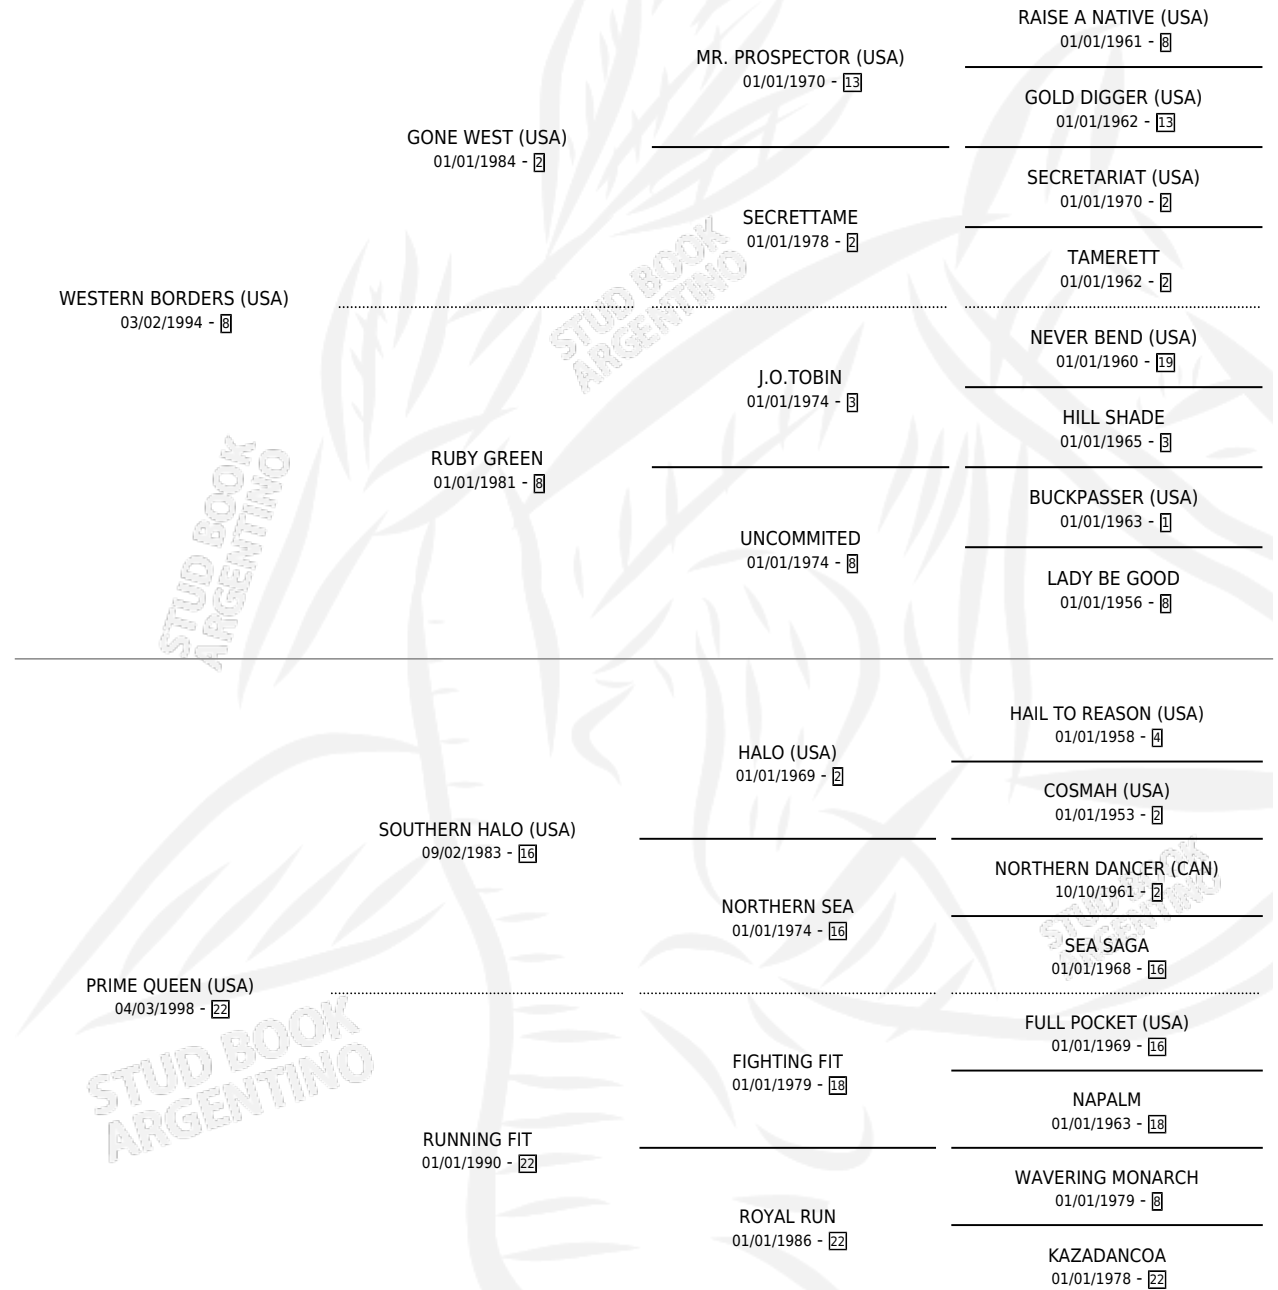 RAISE A NATIVE (USA)
01/01/1961 - 8
MR. PROSPECTOR (USA)
01/01/1970 - 13
GOLD DIGGER (USA)
01/01/1962 - 13
GONE WEST (USA)
01/01/1984 - 2
SECRETARIAT (USA)
01/01/1970 - 2
SECRETTAME
01/01/1978 - 2
TAMERETT
01/01/1962 - 2
WESTERN BORDERS (USA)
03/02/1994 - 8
NEVER BEND (USA)
01/01/1960 - 19
J.O.TOBIN
01/01/1974 - 3
HILL SHADE
01/01/1965 - 3
RUBY GREEN
01/01/1981 - 8
BUCKPASSER (USA)
01/01/1963 - 1
UNCOMMITED
01/01/1974 - 8
LADY BE GOOD
01/01/1956 - 8
HAIL TO REASON (USA)
01/01/1958 - 4
HALO (USA)
01/01/1969 - 2
COSMAH (USA)
01/01/1953 - 2
SOUTHERN HALO (USA)
09/02/1983 - 16
NORTHERN DANCER (CAN)
10/10/1961 - 2
NORTHERN SEA
01/01/1974 - 16
SEA SAGA
01/01/1968 - 16
PRIME QUEEN (USA)
04/03/1998 - 22
FULL POCKET (USA)
01/01/1969 - 16
FIGHTING FIT
01/01/1979 - 18
NAPALM
01/01/1963 - 18
RUNNING FIT
01/01/1990 - 22
WAVERING MONARCH
01/01/1979 - 8
ROYAL RUN
01/01/1986 - 22
KAZADANCOA
01/01/1978 - 22
STUD BOOK
ARGENTINO
STUD BOOK
ARGENTINO
STUD BOOK
ARGENTINO
STUD BOOK
ARGENTINO